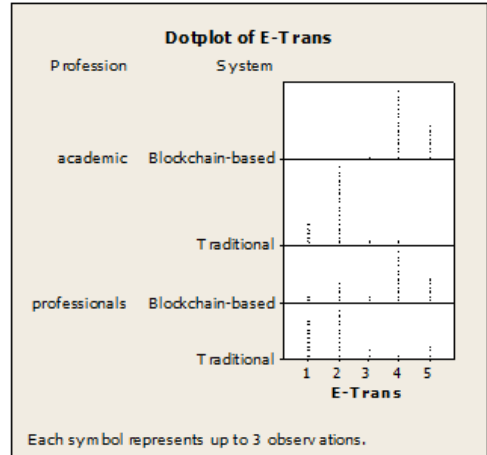 Dotplot of E-Trans
Profession System
academic Blockchain-based
Traditional
professionals Blockchain-based
Traditional
1 2 3 4 5
E-Trans
Each symbol represents up to 3 observations.